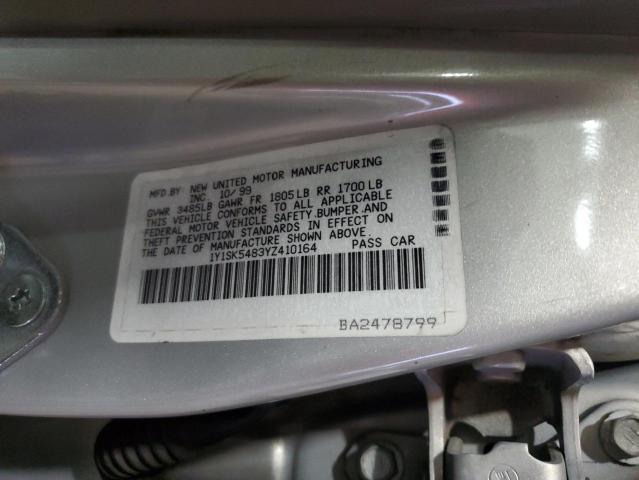 MFD.BY: NEW UNITED MOTOR MANUFACTURING
INC. 10/99
GVWR 3485LB GAWR FR 1805LB RR 1700LB
THIS VEHICLE CONFORMS TO ALL APPLICABLE
FEDERAL MOTOR VEHICLE SAFETY,BUMPER,AND
THEFT PREVENTION STANDARDS IN EFFECT ON
THE DATE OF MANUFACTURE SHOWN ABOVE.
1Y1SK5483YZ410164 PASS CAR
BA2478799